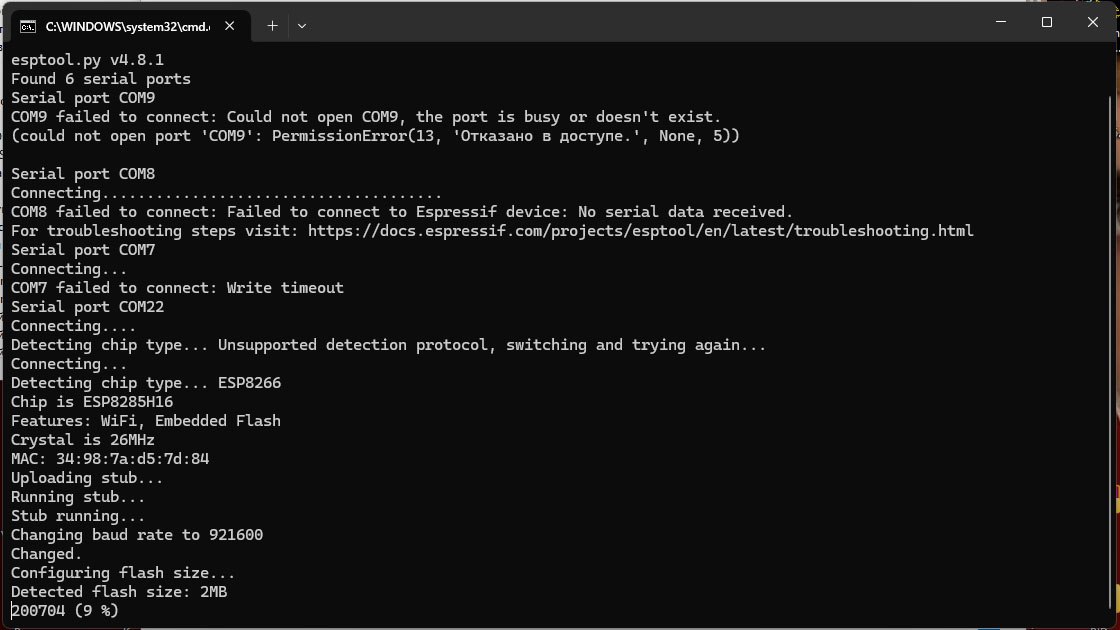 C:\WINDOWS\system32\cmd.
esptool.py v4.8.1
Found 6 serial ports
Serial port COM9
COM9 failed to connect: Could not open COM9, the port is busy or doesn't exist.
(could not open port 'COM9': PermissionError(13, 'Отказано в доступе.', None, 5))
Serial port COM8
Connecting......................................
COM8 failed to connect: Failed to connect to Espressif device: No serial data received.
For troubleshooting steps visit: https://docs.espressif.com/projects/esptool/en/latest/troubleshooting.html
Serial port COM7
Connecting...
COM7 failed to connect: Write timeout
Serial port COM22
Connecting....
Detecting chip type... Unsupported detection protocol, switching and trying again...
Connecting...
Detecting chip type... ESP8266
Chip is ESP8285H16
Features: WiFi, Embedded Flash
Crystal is 26MHz
MAC: 34:98:7a:d5:7d:84
Uploading stub...
Running stub...
Stub running...
Changing baud rate to 921600
Changed.
Configuring flash size...
Detected flash size: 2MB
200704 (9 %)